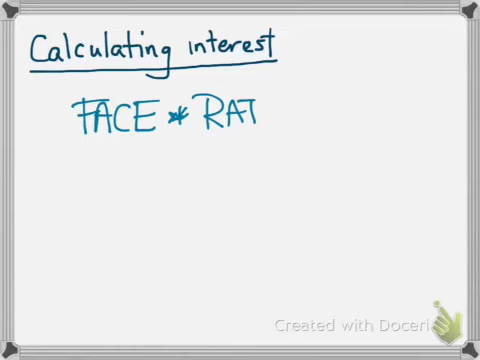 Calculating interest
FACE * RAT
Created with Doceri